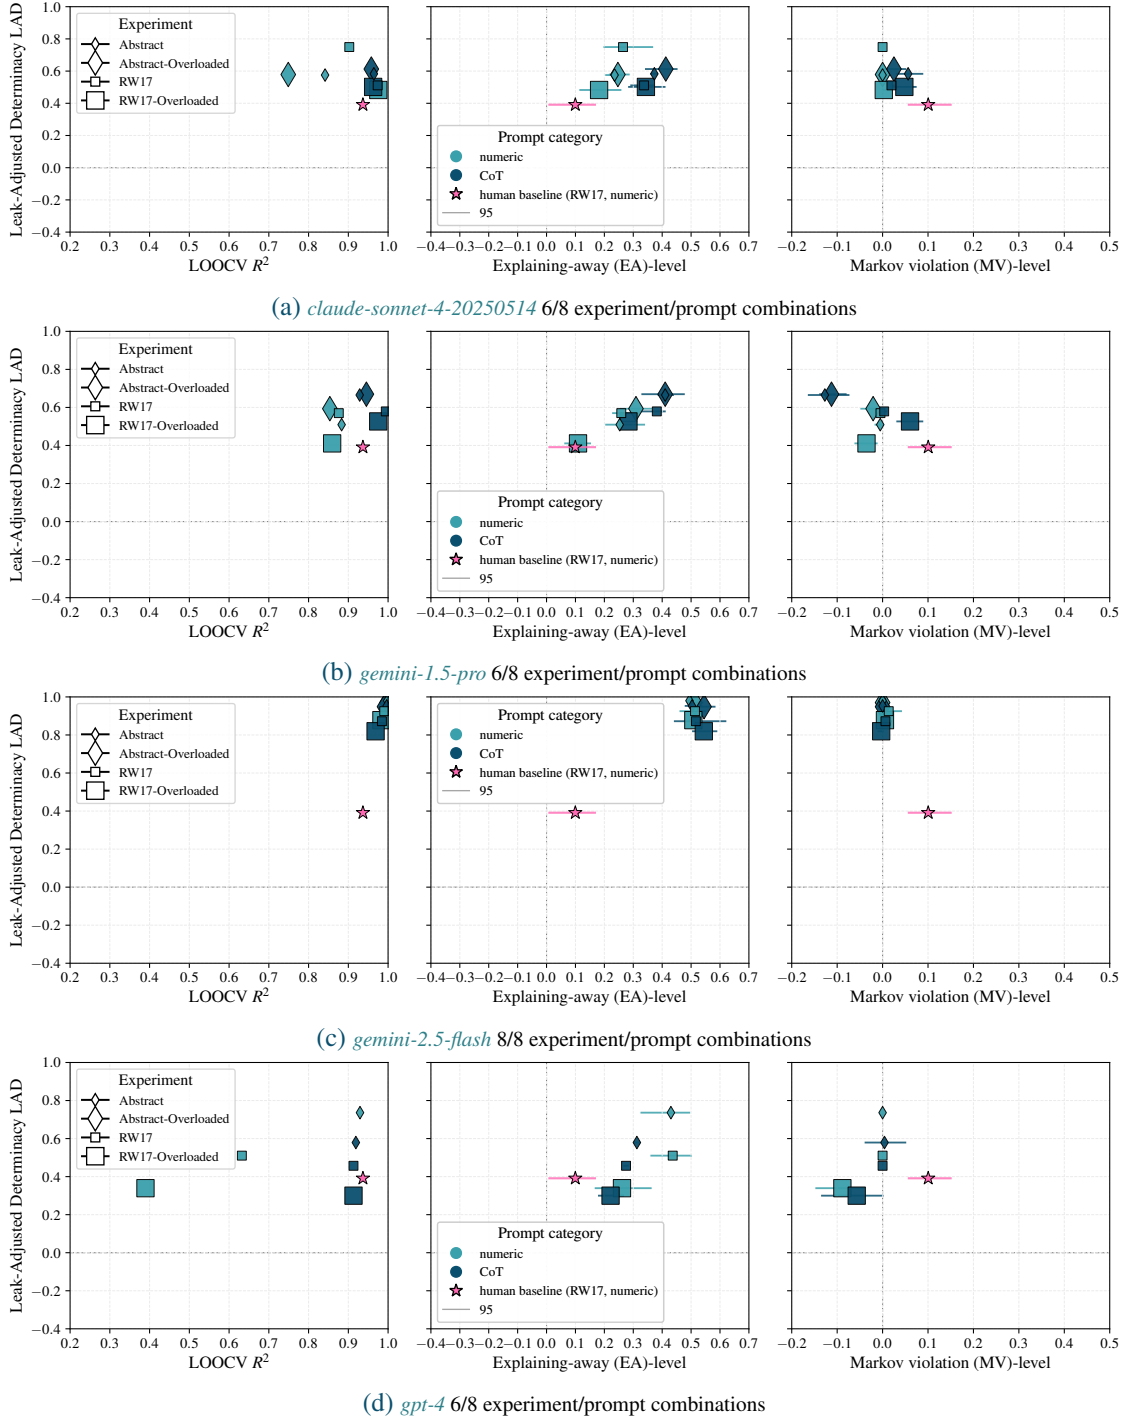 Leak-Adjusted Determinacy LAD
0.8
0.6
0.4
0.2
0.0
−0.2
−0.4
Experiment
Abstract
Abstract-Overloaded
RW17
RW17-Overloaded
0.2 0.3 0.4 0.5 0.6 0.7 0.8 0.9 1.0
LOOCV R²
Prompt category
numeric
CoT
human baseline (RW17, numeric)
95
−0.4−0.3−0.2−0.1 0.0 0.1 0.2 0.3 0.4 0.5 0.6 0.7
Explaining-away (EA)-level
−0.2 −0.1 0.0 0.1 0.2 0.3 0.4 0.5
Markov violation (MV)-level
(a) claude-sonnet-4-20250514 6/8 experiment/prompt combinations
Leak-Adjusted Determinacy LAD
1.0
0.8
0.6
0.4
0.2
0.0
−0.2
−0.4
Experiment
Abstract
Abstract-Overloaded
RW17
RW17-Overloaded
0.2 0.3 0.4 0.5 0.6 0.7 0.8 0.9 1.0
LOOCV R²
Prompt category
numeric
CoT
human baseline (RW17, numeric)
95
−0.4−0.3−0.2−0.1 0.0 0.1 0.2 0.3 0.4 0.5 0.6 0.7
Explaining-away (EA)-level
−0.2 −0.1 0.0 0.1 0.2 0.3 0.4 0.5
Markov violation (MV)-level
(b) gemini-1.5-pro 6/8 experiment/prompt combinations
Leak-Adjusted Determinacy LAD
1.0
0.8
0.6
0.4
0.2
0.0
−0.2
−0.4
Experiment
Abstract
Abstract-Overloaded
RW17
RW17-Overloaded
0.2 0.3 0.4 0.5 0.6 0.7 0.8 0.9 1.0
LOOCV R²
Prompt category
numeric
CoT
human baseline (RW17, numeric)
95
−0.4−0.3−0.2−0.1 0.0 0.1 0.2 0.3 0.4 0.5 0.6 0.7
Explaining-away (EA)-level
−0.2 −0.1 0.0 0.1 0.2 0.3 0.4 0.5
Markov violation (MV)-level
(c) gemini-2.5-flash 8/8 experiment/prompt combinations
Leak-Adjusted Determinacy LAD
1.0
0.8
0.6
0.4
0.2
0.0
−0.2
−0.4
Experiment
Abstract
Abstract-Overloaded
RW17
RW17-Overloaded
0.2 0.3 0.4 0.5 0.6 0.7 0.8 0.9 1.0
LOOCV R²
Prompt category
numeric
CoT
human baseline (RW17, numeric)
95
−0.4−0.3−0.2−0.1 0.0 0.1 0.2 0.3 0.4 0.5 0.6 0.7
Explaining-away (EA)-level
−0.2 −0.1 0.0 0.1 0.2 0.3 0.4 0.5
Markov violation (MV)-level
(d) gpt-4 6/8 experiment/prompt combinations